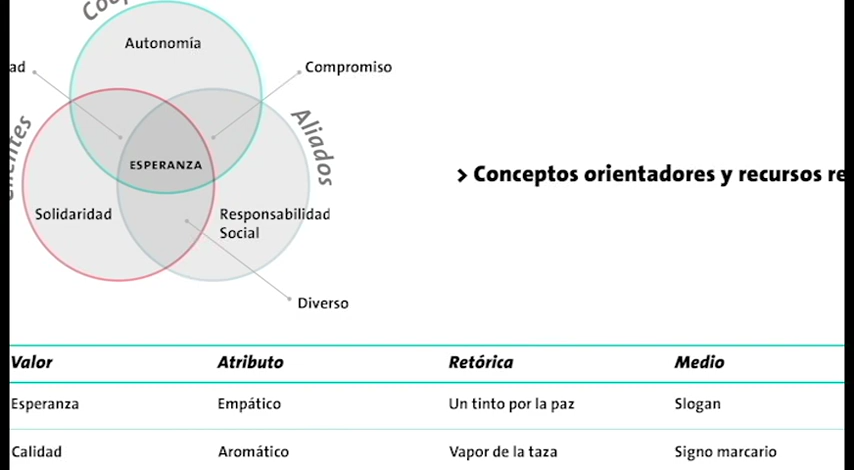 Autonomía
ad
Compromiso
Aliados
ESPERANZA
> Conceptos orientadores y recursos re
Solidaridad
Responsabilidad
Social
Diverso
Valor Atributo Retórica Medio
Esperanza Empático Un tinto por la paz Slogan
Calidad Aromático Vapor de la taza Signo marcario